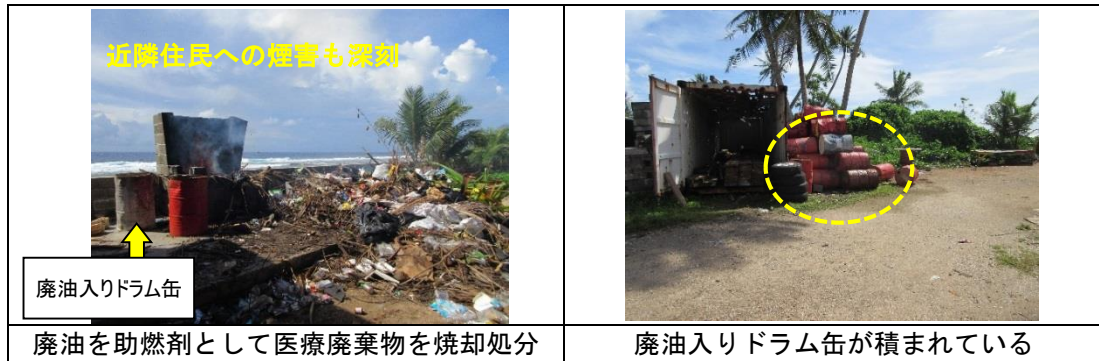 近隣住民への煙害も深刻
廃油入りドラム缶
廃油を助燃剤として医療廃棄物を焼却処分
廃油入りドラム缶が積まれている